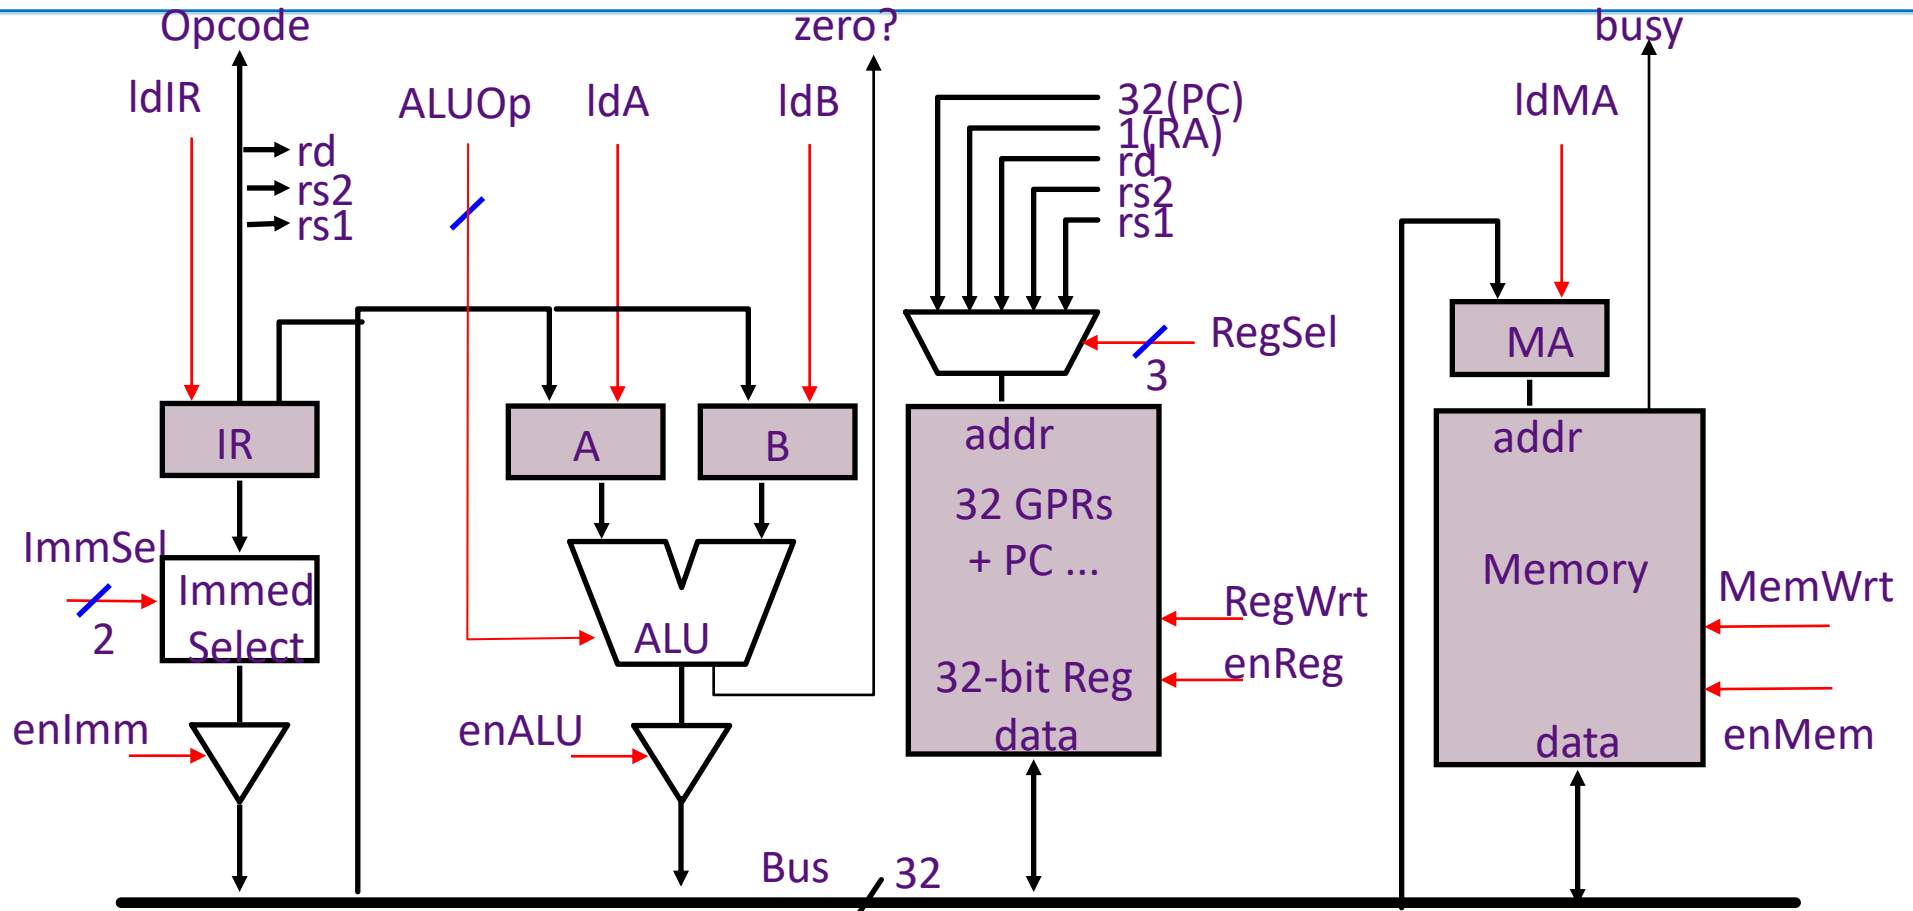 Opcode
zero?
busy
ldIR
ALUOp
ldA
ldB
32(PC)
1(RA)
rd
rs2
rs1
ldMA
rd
rs2
rs1
RegSel
3
MA
IR
A
B
addr
32 GPRs
+ PC ...
32-bit Reg
data
addr
Memory
data
ImmSel
2
Immed
Select
ALU
RegWrt
enReg
MemWrt
enMem
enImm
enALU
Bus
32